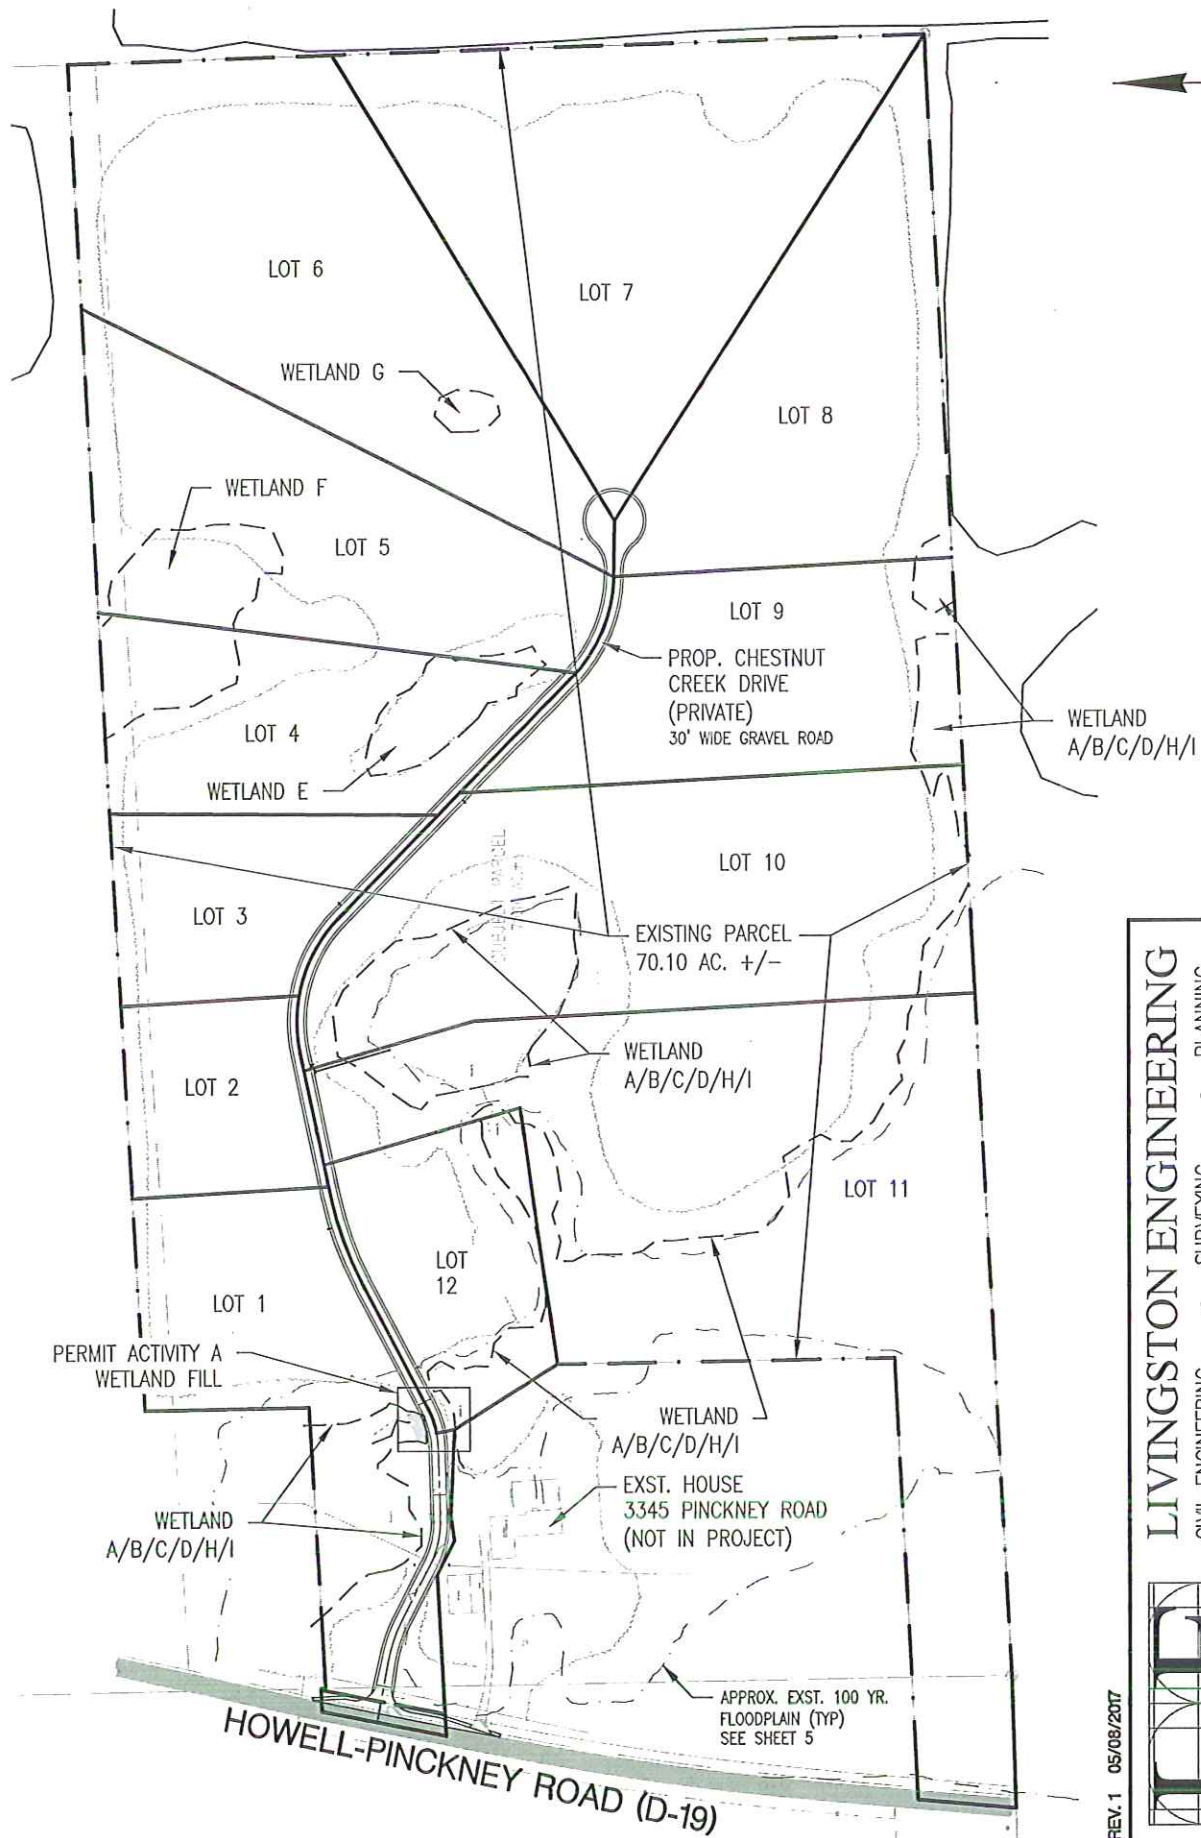 LOT 6
LOT 7
WETLAND G
LOT 8
WETLAND F
LOT 5
LOT 9
PROP. CHESTNUT
CREEK DRIVE
(PRIVATE)
30' WIDE GRAVEL ROAD
WETLAND
A/B/C/D/H/I
LOT 4
WETLAND E
LOT 10
LOT 3
EXISTING PARCEL
70.10 AC. +/-
WETLAND
A/B/C/D/H/I
LOT 2
LOT 11
LOT
12
LOT 1
PERMIT ACTIVITY A
WETLAND FILL
WETLAND
A/B/C/D/H/I
EXST. HOUSE
3345 PINCKNEY ROAD
(NOT IN PROJECT)
WETLAND
A/B/C/D/H/I
APPROX. EXST. 100 YR.
FLOODPLAIN (TYP)
SEE SHEET 5
HOWELL-PINCKNEY ROAD (D-19)
REV. 1 05/08/2017
LIVINGSTON ENGINEERING
CIVIL ENGINEERING SURVEYING PLANNING